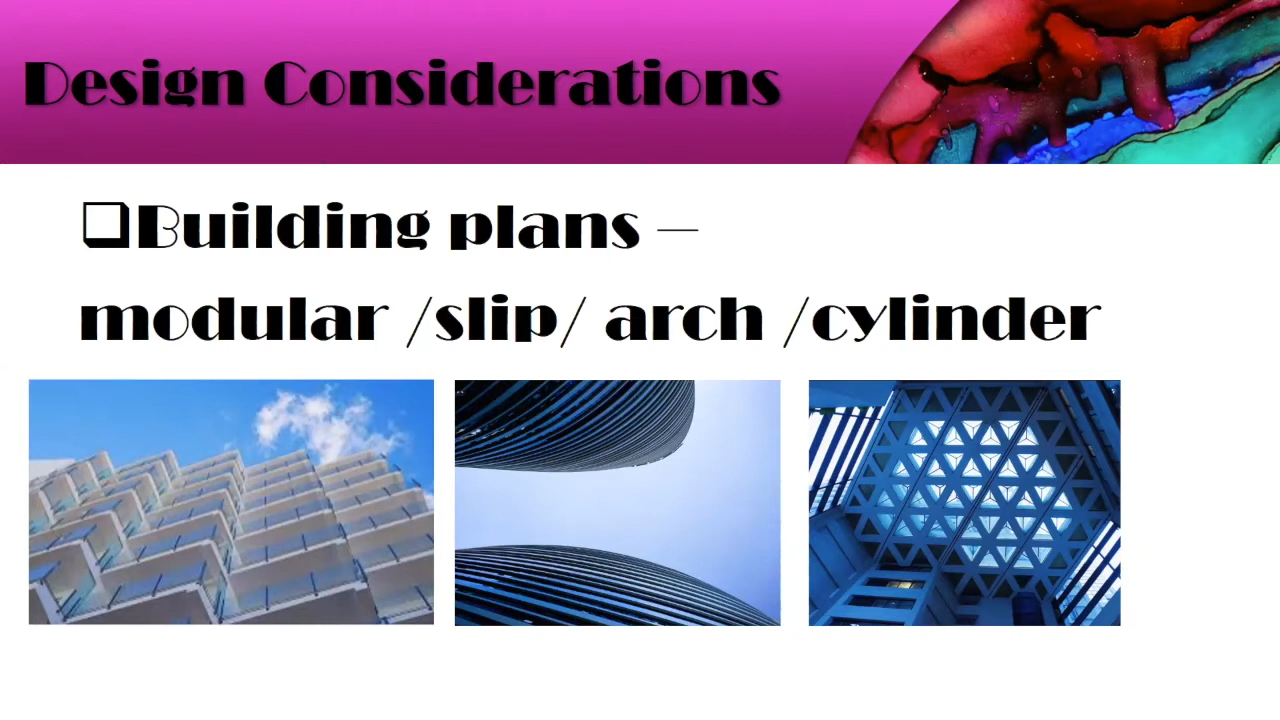 Design Considerations
❑Building plans –
modular /slip/ arch /cylinder